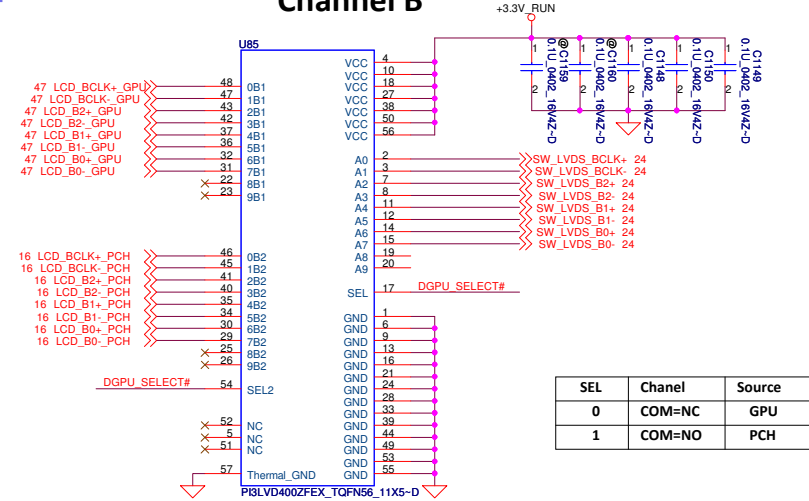 Channel B
+3.3V_RUN
U85
47 LCD_BCLK+_GPU 48 0B1
47 LCD_BCLK-_GPU 47 1B1
47 LCD_B2+_GPU 43 2B1
47 LCD_B2-_GPU 42 3B1
47 LCD_B1+_GPU 37 4B1
47 LCD_B1-_GPU 36 5B1
47 LCD_B0+_GPU 32 6B1
47 LCD_B0-_GPU 31 7B1
22 8B1
23 9B1
16 LCD_BCLK+_PCH 46 0B2
16 LCD_BCLK-_PCH 45 1B2
16 LCD_B2+_PCH 41 2B2
16 LCD_B2-_PCH 40 3B2
16 LCD_B1+_PCH 35 4B2
16 LCD_B1-_PCH 34 5B2
16 LCD_B0+_PCH 30 6B2
16 LCD_B0-_PCH 29 7B2
25 8B2
26 9B2
DGPU_SELECT# 54 SEL2
52 NC
5 NC
51 NC
57 Thermal_GND
VCC 4
VCC 10
VCC 18
VCC 27
VCC 38
VCC 50
VCC 56
A0 2 SW_LVDS_BCLK+ 24
A1 3 SW_LVDS_BCLK- 24
A2 7 SW_LVDS_B2+ 24
A3 8 SW_LVDS_B2- 24
A4 11 SW_LVDS_B1+ 24
A5 12 SW_LVDS_B1- 24
A6 14 SW_LVDS_B0+ 24
A7 15 SW_LVDS_B0- 24
A8 19
A9 20
SEL 17 DGPU_SELECT#
GND 1
GND 6
GND 9
GND 13
GND 16
GND 21
GND 24
GND 28
GND 33
GND 39
GND 44
GND 49
GND 53
GND 55
PI3LVD400ZFEX_TQFN56_11X5~D
1 2 @C1159
0.1U_0402_16V4Z~D
1 2 @C1160
0.1U_0402_16V4Z~D
1 2 C1148
0.1U_0402_16V4Z~D
1 2 C1150
0.1U_0402_16V4Z~D
1 2 C1149
0.1U_0402_16V4Z~D
SEL Chanel Source
0 COM=NC GPU
1 COM=NO PCH